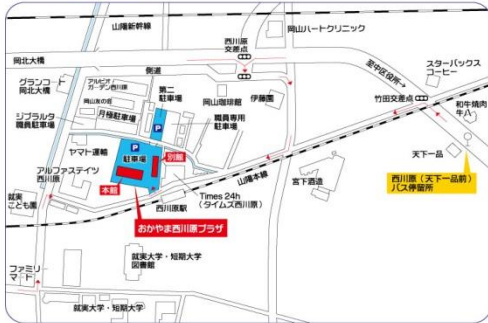 山陽新幹線
岡山ハートクリニック
西川原
交差点
岡北大橋
側道
至中区役所→
スターバックス
コーヒー
グランコート
岡北大橋
アルビオ
ガーデン西川原
第二
駐車場
岡山珈琲館
伊藤園
竹田交差点
岡山友の会
月極駐車場
和牛焼肉
牛八
ジブラルタ
職員駐車場
P
職員専用
駐車場
ヤマト運輸
P
駐車場
別館
天下一品
アルファステイツ
西川原
本館
山陽本線
宮下酒造
西川原(天下一品前)
バス停留所
就実
こども園
西川原駅
Times 24h
(タイムズ西川原)
おかやま西川原プラザ
ファミリー
マート
就実大学・短期大学
図書館
就実大学・短期大学